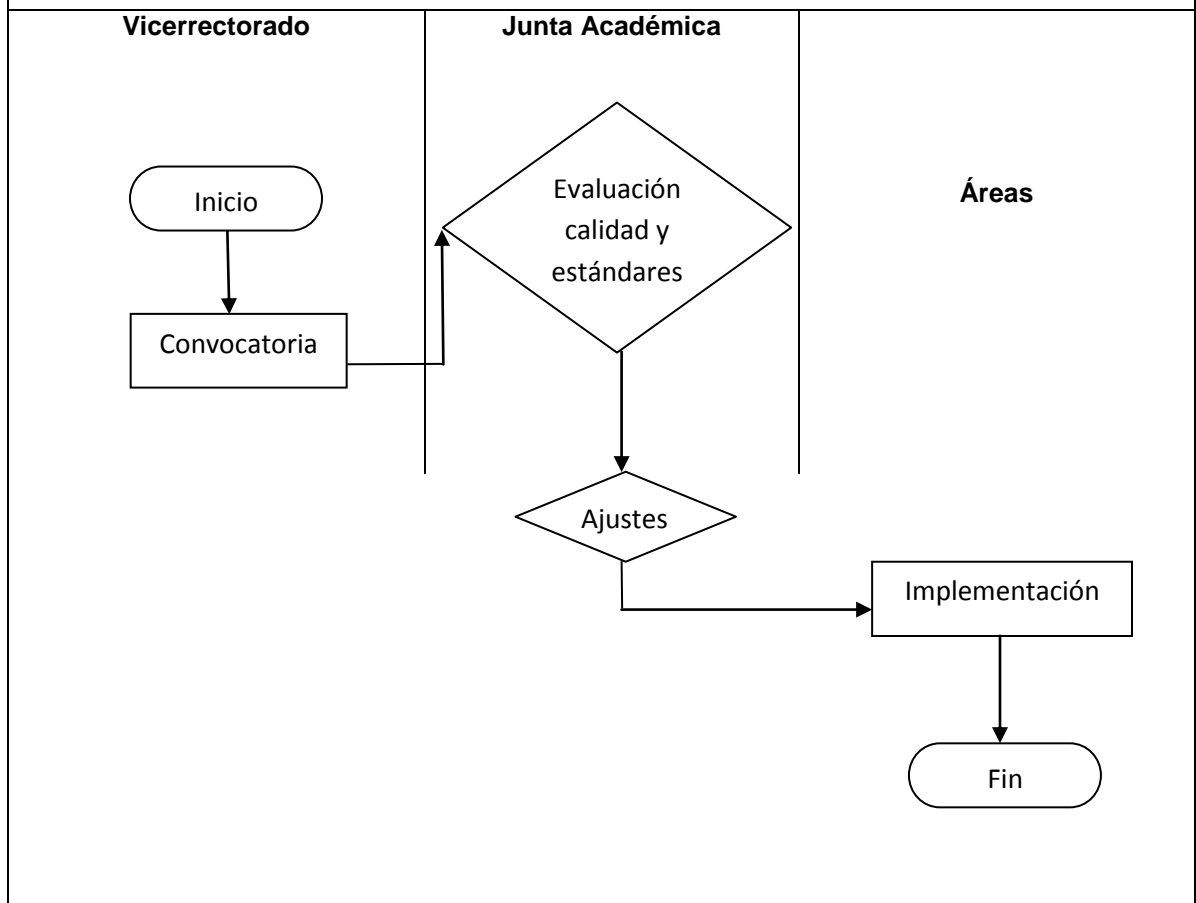 Vicerrectorado
Junta Académica
Áreas
Inicio
Convocatoria
Evaluación
calidad y
estándares
Ajustes
Implementación
Fin